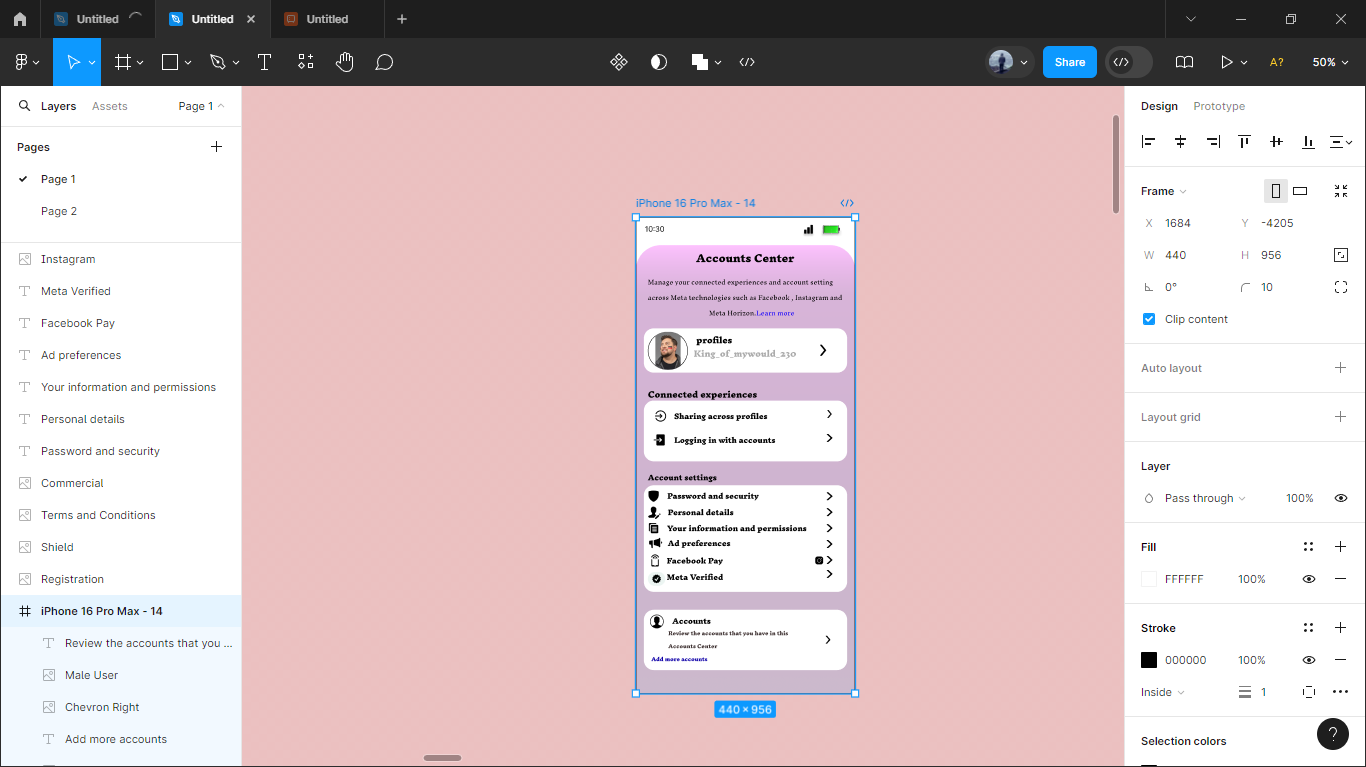 Untitled
Untitled
Untitled
Share
A?
50%
Layers
Assets
Page 1
Pages
Page 1
Page 2
Instagram
Meta Verified
Facebook Pay
Ad preferences
Your information and permissions
Personal details
Password and security
Commercial
Terms and Conditions
Shield
Registration
iPhone 16 Pro Max - 14
Review the accounts that you ...
Male User
Chevron Right
Add more accounts
iPhone 16 Pro Max - 14
10:30
Accounts Center
Manage your connected experiences and account setting
across Meta technologies such as Facebook , Instagram and
Meta Horizon.Learn more
profiles
King_of_mywould_230
Connected experiences
Sharing across profiles
Logging in with accounts
Account settings
Password and security
Personal details
Your information and permissions
Ad preferences
Facebook Pay
Meta Verified
Accounts
Review the accounts that you have in this
Accounts Center
Add more accounts
440 × 956
Design
Prototype
Frame
X 1684 Y -4205
W 440 H 956
0° 10
Clip content
Auto layout
Layout grid
Layer
Pass through 100%
Fill
FFFFFF 100%
Stroke
000000 100%
Inside 1
Selection colors
?